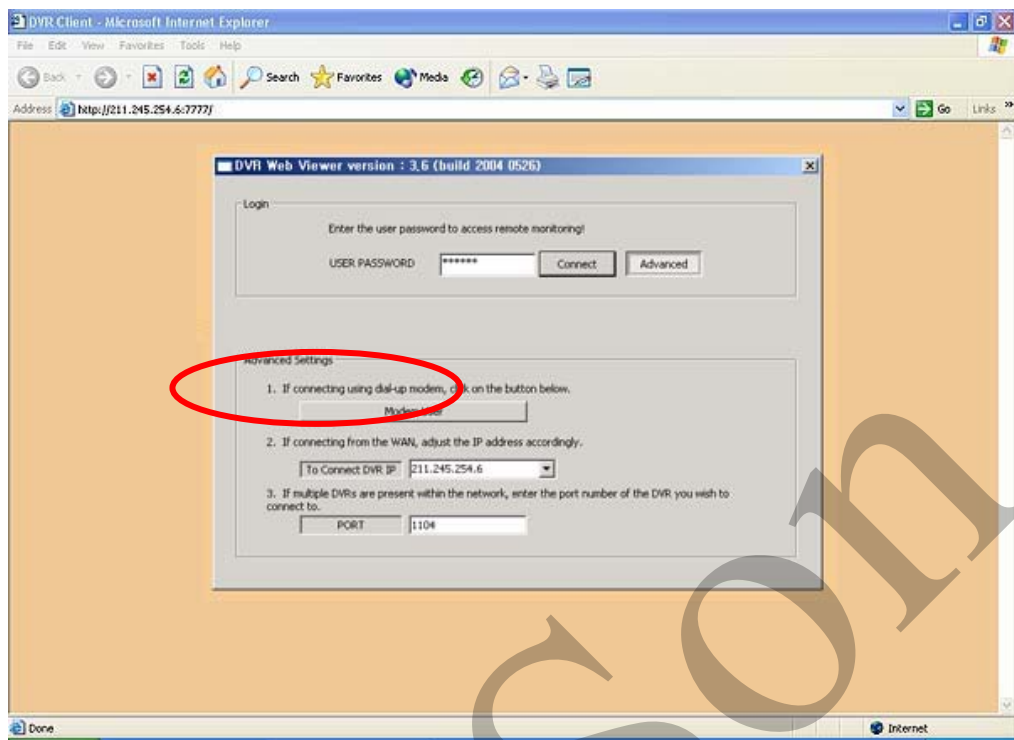 DVR Client - Microsoft Internet Explorer
File Edit View Favorites Tools Help
Back Search Favorites Media
Address http://211.245.254.6:7777/ Go Links »
DVR Web Viewer version : 3,6 (build 2004 0526)
Login
Enter the user password to access remote monitoring!
USER PASSWORD ****** Connect Advanced
Advanced Settings
1. If connecting using dial-up modem, click on the button below.
Modem User
2. If connecting from the WAN, adjust the IP address accordingly.
To Connect DVR IP 211.245.254.6
3. If multiple DVRs are present within the network, enter the port number of the DVR you wish to
connect to.
PORT 1104
Done Internet